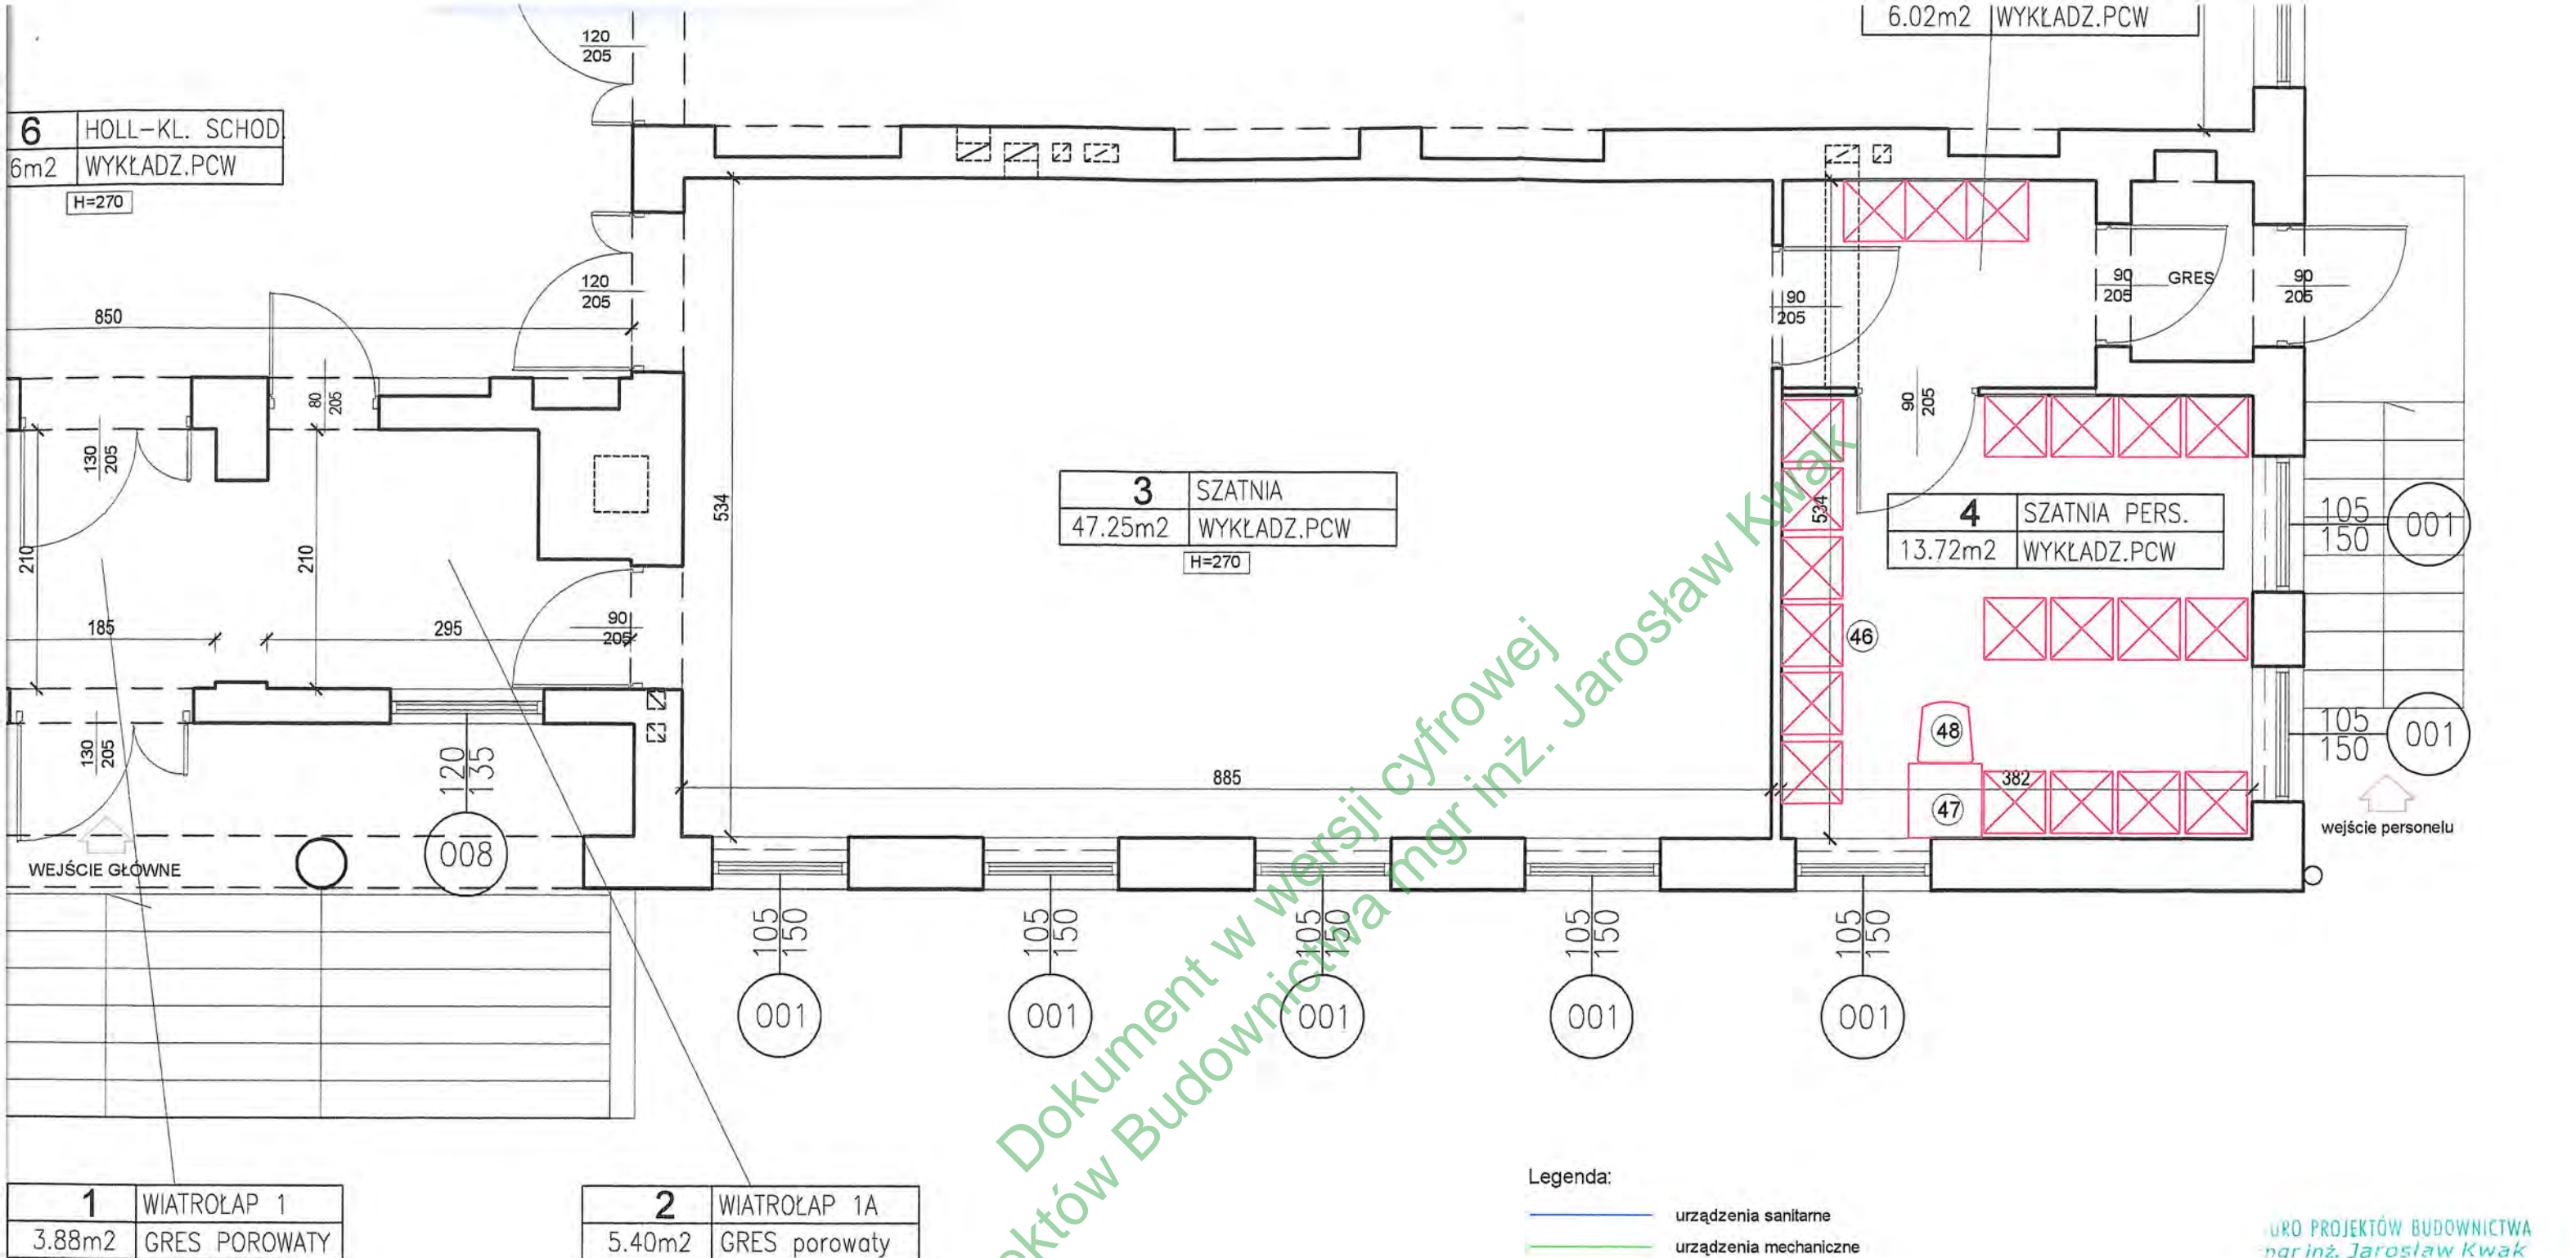 6.02m2 WYKŁADZ.PCW
120
205
6 HOLL-KL. SCHOD.
6m2 WYKŁADZ.PCW
H=270
120
205
850
90
205
90
205
GRES
90
205
80
205
90
205
130
205
210
210
534
3 SZATNIA
47.25m2 WYKŁADZ.PCW
H=270
534
4 SZATNIA PERS.
13.72m2 WYKŁADZ.PCW
105
150
001
185
295
90
205
46
48
105
150
001
130
205
120
135
885
382
47
wejście personelu
008
WEJŚCIE GŁÓWNE
105
150
105
150
105
150
105
150
105
150
001
001
001
001
001
Dokument w wersji cyfrowej
któw Budownictwa mgr inż. Jarosław Kwak
Legenda:
1 WIATROŁAP 1
3.88m2 GRES POROWATY
2 WIATROŁAP 1A
5.40m2 GRES porowaty
urządzenia sanitarne
urządzenia mechaniczne
URO PROJEKTÓW BUDOWNICTWA
mgr inż. Jarosław Kwak